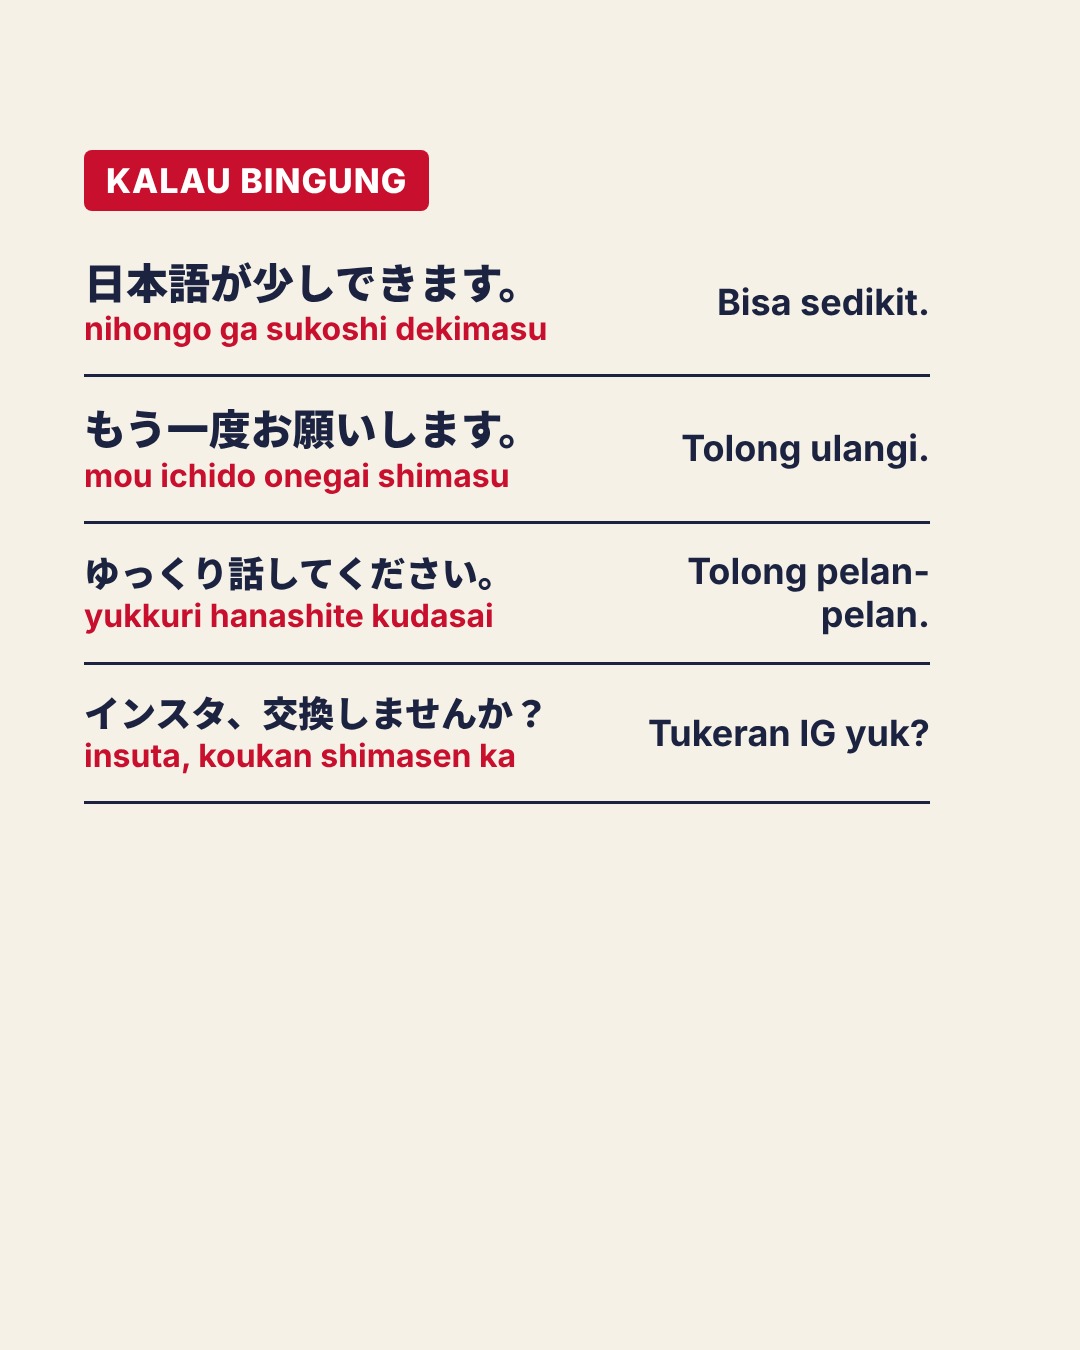 KALAU BINGUNG
日本語が少しできます。
nihongo ga sukoshi dekimasu
Bisa sedikit.
もう一度お願いします。
mou ichido onegai shimasu
Tolong ulangi.
ゆっくり話してください。
yukkuri hanashite kudasai
Tolong pelan-
pelan.
インスタ、交換しませんか？
insuta, koukan shimasen ka
Tukeran IG yuk?